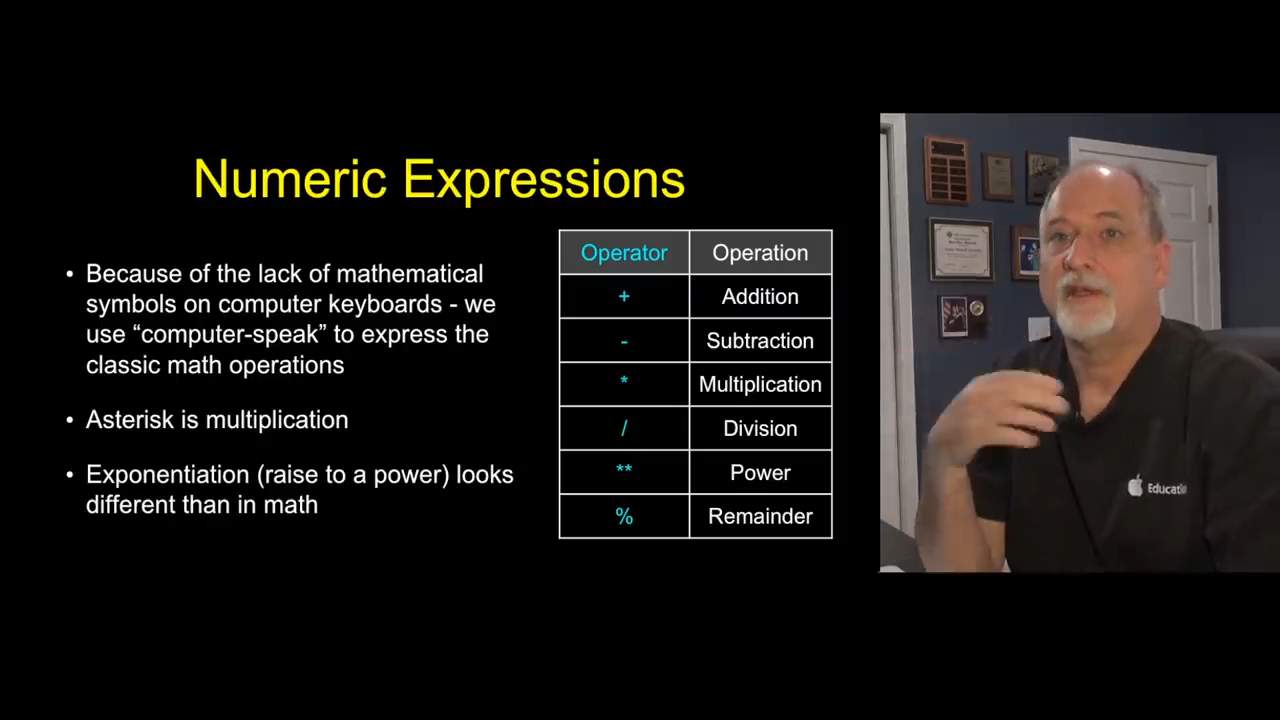 Numeric Expressions
• Because of the lack of mathematical
symbols on computer keyboards - we
use “computer-speak” to express the
classic math operations
• Asterisk is multiplication
• Exponentiation (raise to a power) looks
different than in math
Operator Operation
+ Addition
- Subtraction
* Multiplication
/ Division
** Power
% Remainder